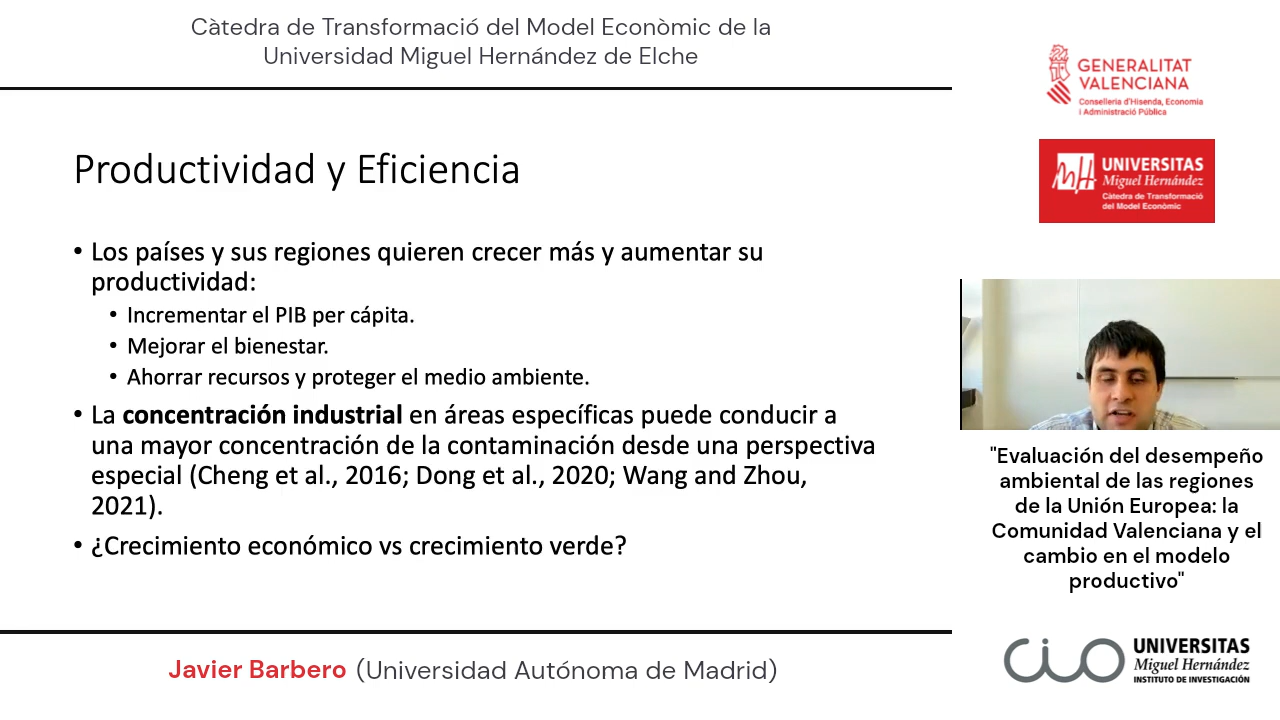 Càtedra de Transformació del Model Econòmic de la
Universidad Miguel Hernández de Elche
Productividad y Eficiencia
• Los países y sus regiones quieren crecer más y aumentar su
productividad:
• Incrementar el PIB per cápita.
• Mejorar el bienestar.
• Ahorrar recursos y proteger el medio ambiente.
• La concentración industrial en áreas específicas puede conducir a
una mayor concentración de la contaminación desde una perspectiva
especial (Cheng et al., 2016; Dong et al., 2020; Wang and Zhou,
2021).
• ¿Crecimiento económico vs crecimiento verde?
Javier Barbero (Universidad Autónoma de Madrid)
GENERALITAT
VALENCIANA
Conselleria d'Hisenda, Economia
i Administració Pública
UNIVERSITAS
Miguel Hernández
Càtedra de Transformació
del Model Econòmic
"Evaluación del desempeño
ambiental de las regiones
de la Unión Europea: la
Comunidad Valenciana y el
cambio en el modelo
productivo"
CIO
UNIVERSITAS
Miguel Hernández
INSTITUTO DE INVESTIGACIÓN